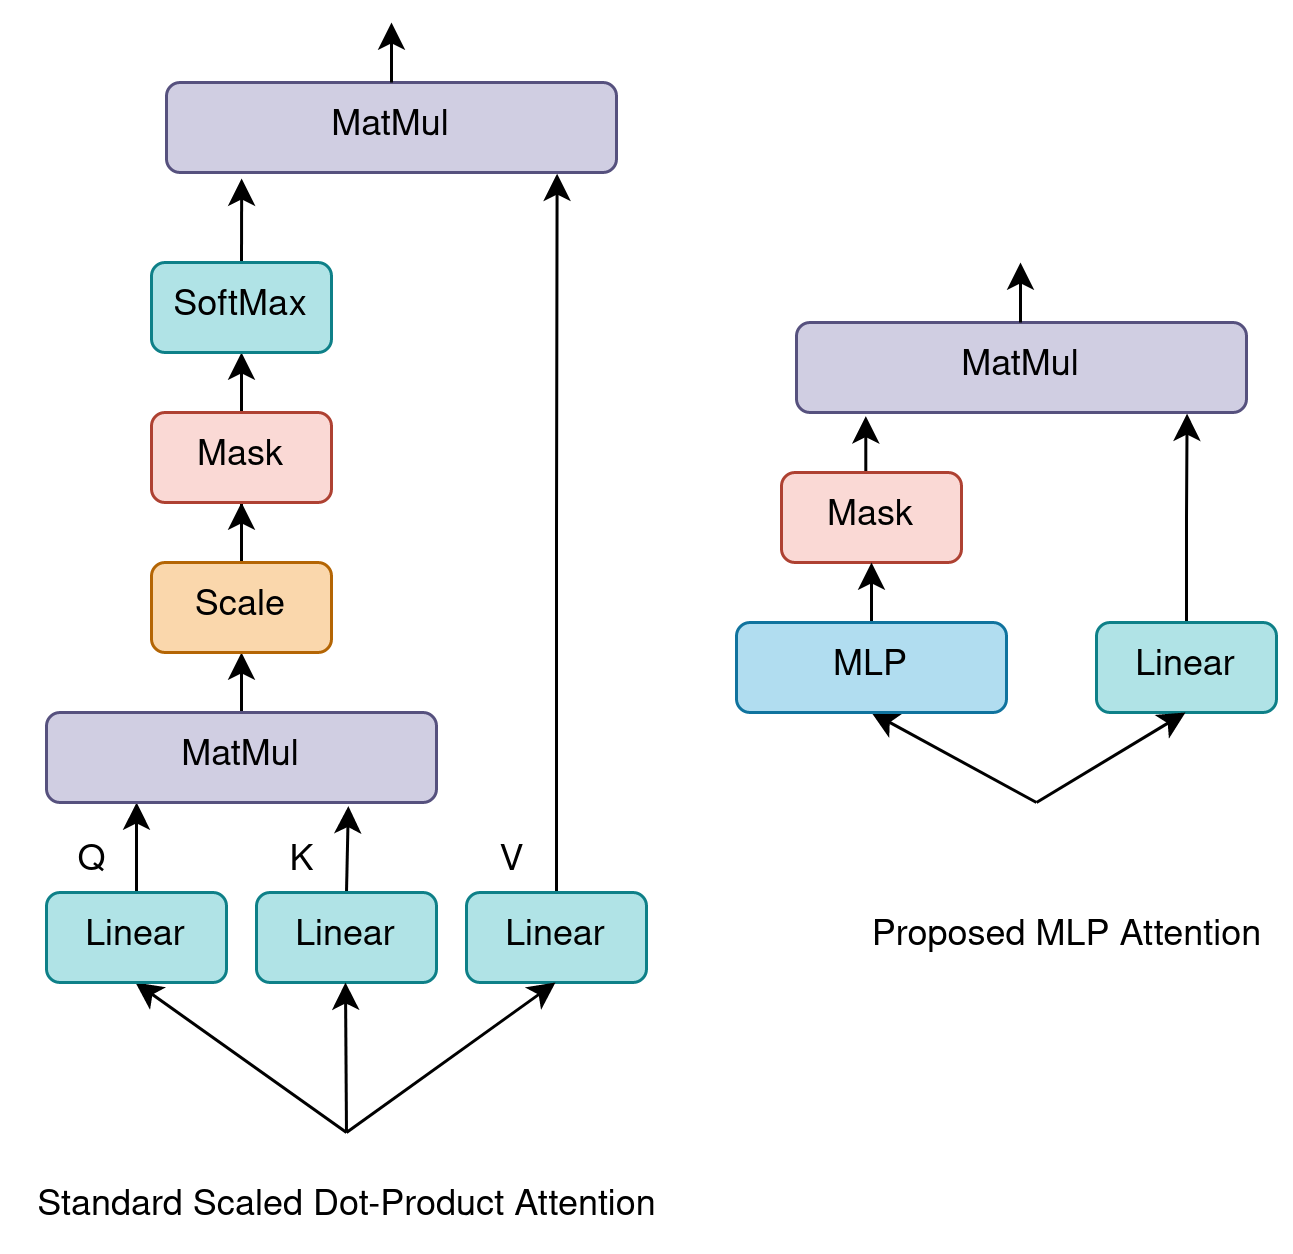 MatMul
SoftMax
Mask
Scale
MatMul
Q K V
Linear Linear Linear
Standard Scaled Dot-Product Attention
MatMul
Mask
MLP Linear
Proposed MLP Attention